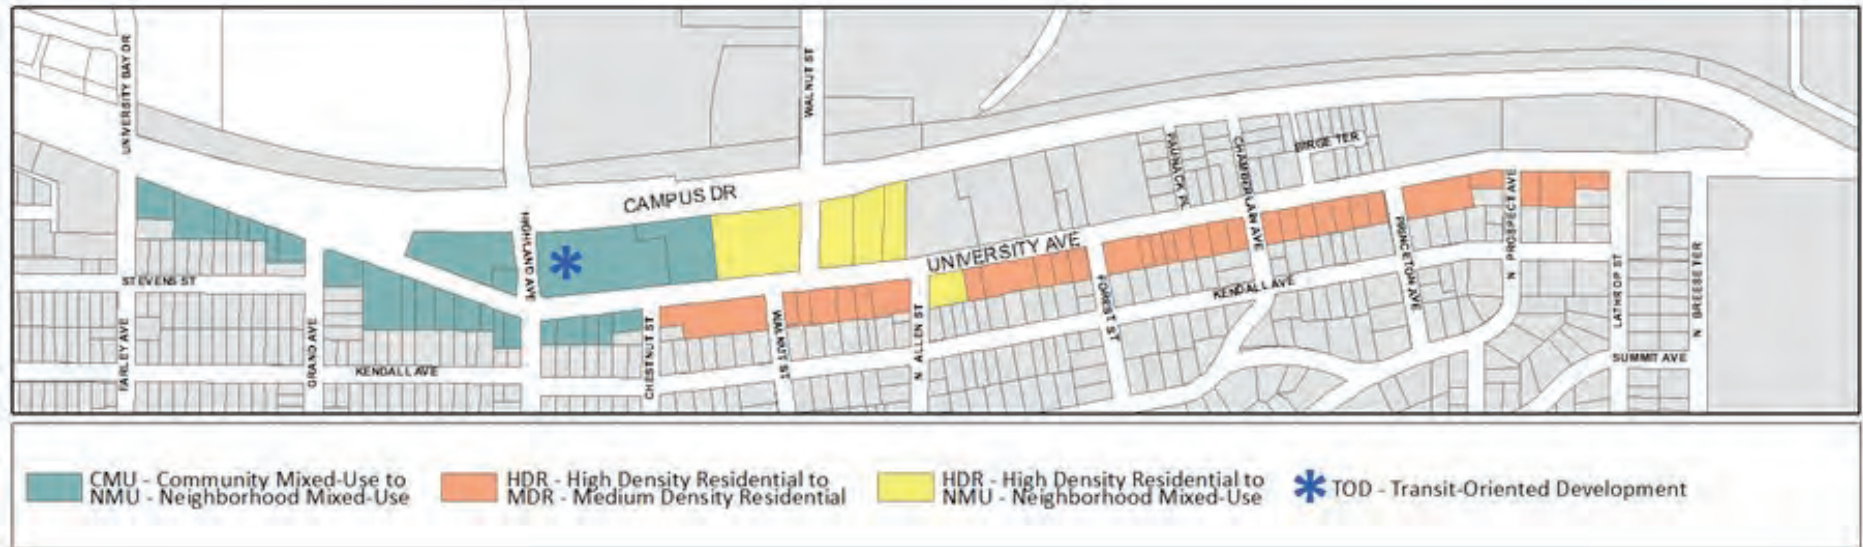 UNIVERSITY BAY DR
WALNUT ST
BIRGE TER
PAUNACK PL
CHAMBERLAIN AVE
CAMPUS DR
HIGHLAND AVE
UNIVERSITY AVE
N PROSPECT AVE
PRINCETON AVE
STEVENS ST
FARLEY AVE
GRAND AVE
KENDALL AVE
CHESTNUT ST
WALNUT ST
N ALLEN ST
FOREST ST
KENDALL AVE
LATHROP ST
N BREESE TER
SUMMIT AVE
CMU - Community Mixed-Use to
NMU - Neighborhood Mixed-Use
HDR - High Density Residential to
MDR - Medium Density Residential
HDR - High Density Residential to
NMU - Neighborhood Mixed-Use
TOD - Transit-Oriented Development